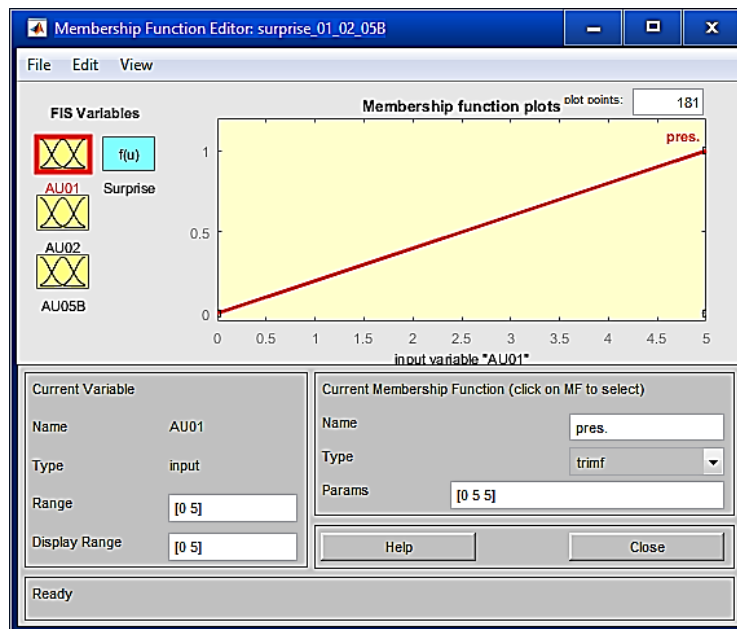 Membership Function Editor: surprise_01_02_05B
File Edit View
FIS Variables
f(u)
AU01 Surprise
AU02
AU05B
Membership function plots plot points: 181
pres.
1
0.5
0
0 0.5 1 1.5 2 2.5 3 3.5 4 4.5 5
input variable "AU01"
Current Variable
Name AU01
Type input
Range [0 5]
Display Range [0 5]
Current Membership Function (click on MF to select)
Name pres.
Type trimf
Params [0 5 5]
Help Close
Ready